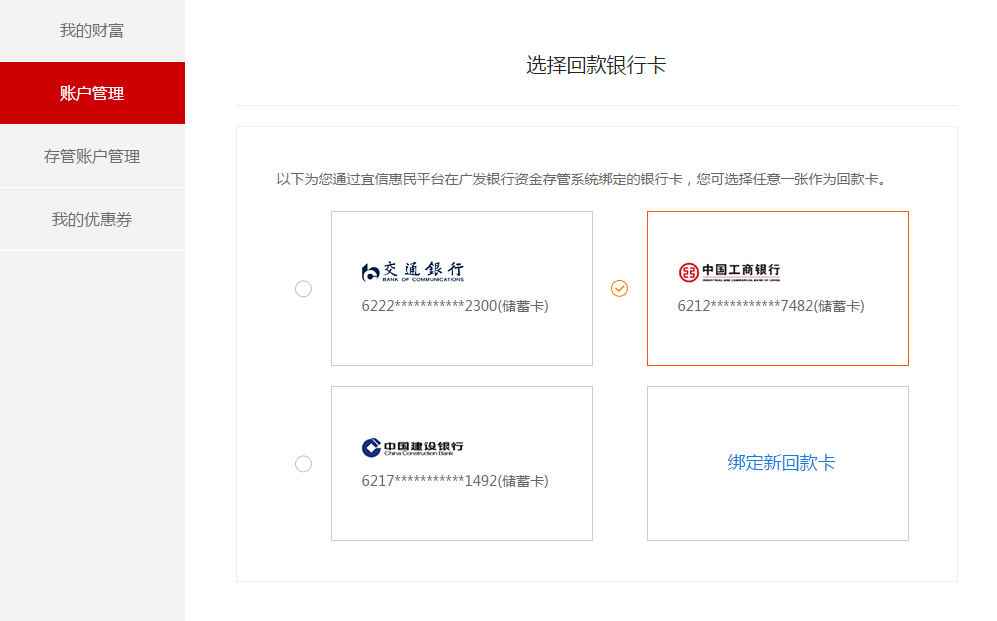 我的财富
账户管理
存管账户管理
我的优惠券
选择回款银行卡
以下为您通过宜信惠民平台在广发银行资金存管系统绑定的银行卡，您可选择任意一张作为回款卡。
交通銀行
BANK OF COMMUNICATIONS
6222***********2300(储蓄卡)
中国工商银行
INDUSTRIAL AND COMMERCIAL BANK OF CHINA
6212***********7482(储蓄卡)
中国建设银行
China Construction Bank
6217***********1492(储蓄卡)
绑定新回款卡